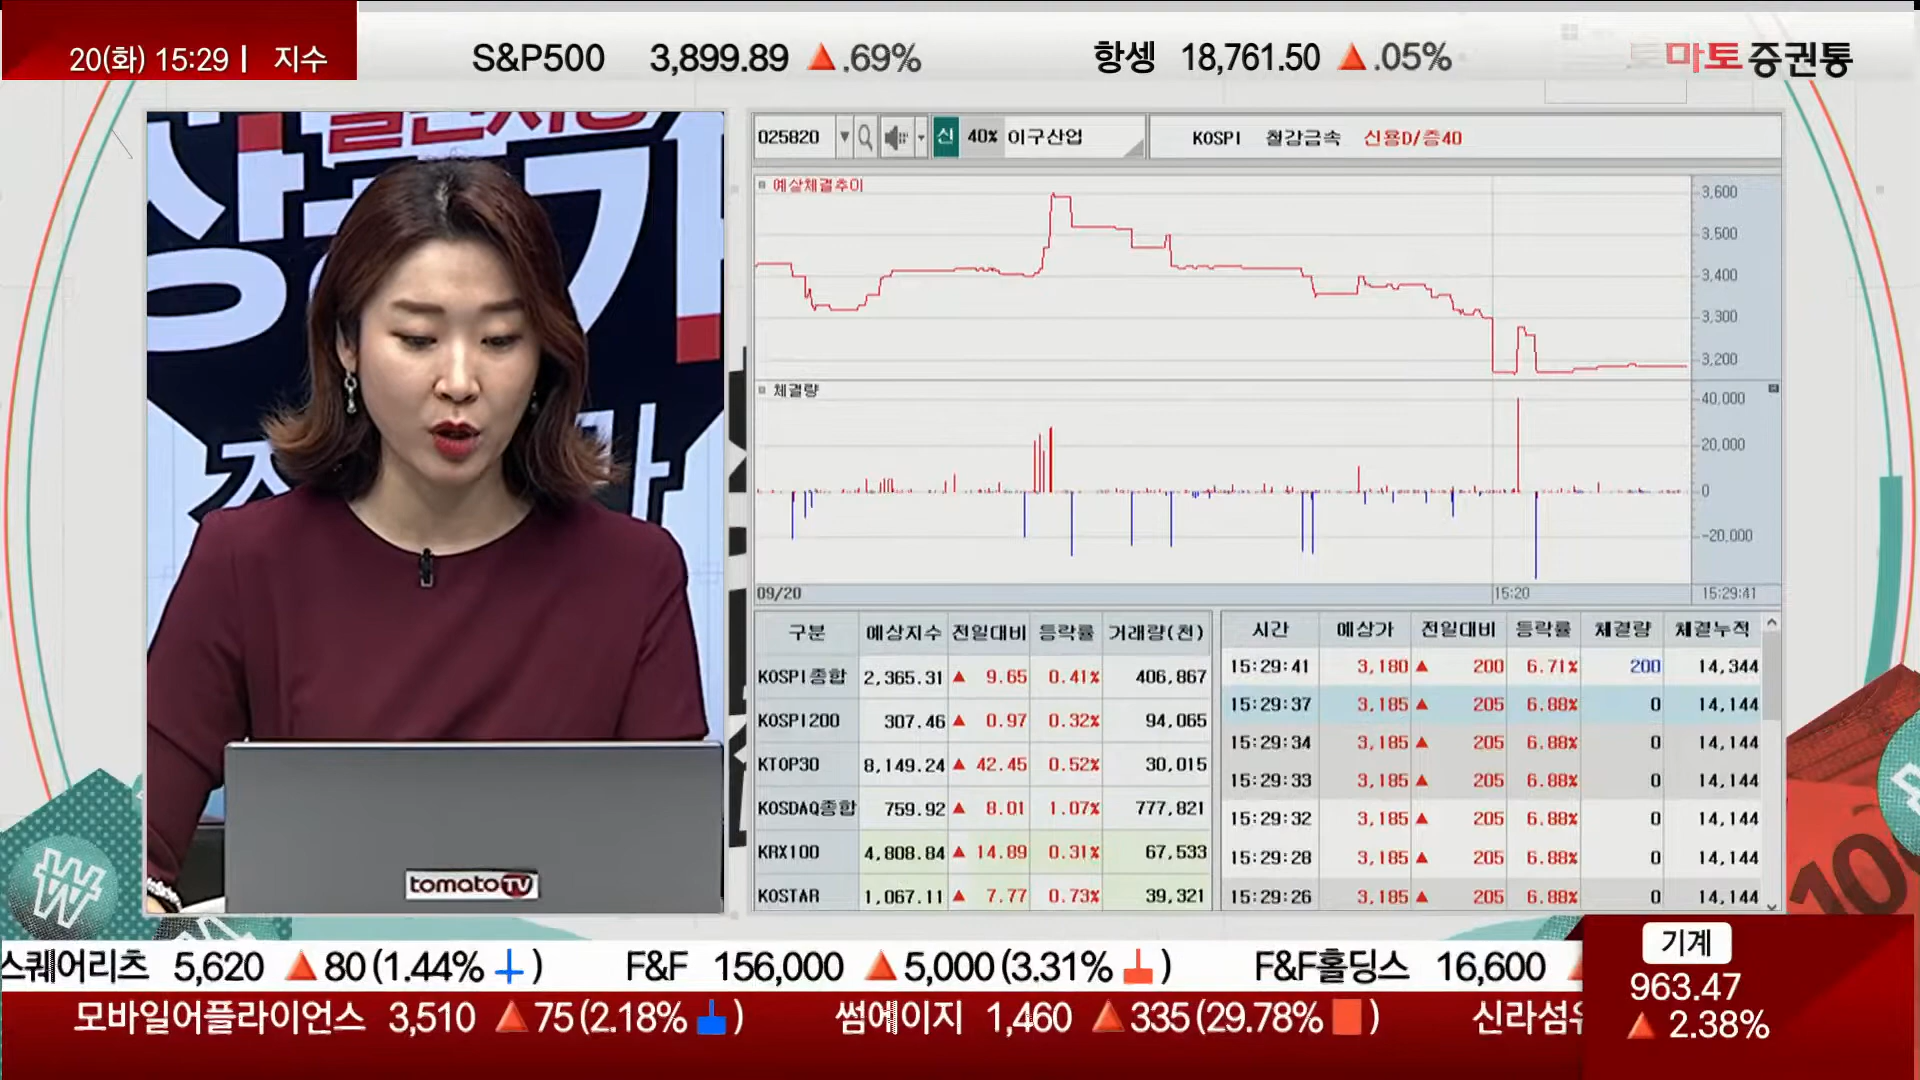 20(화) 15:29 | 지수 S&P500 3,899.89 ▲.69% 항셍 18,761.50 ▲.05% 토마토증권통
025820 신 40% 이구산업 KOSPI 철강금속 신용D/증40
예상체결추이
3,600
3,500
3,400
3,300
3,200
체결량
40,000
20,000
0
-20,000
09/20 15:20 15:29:41
구분 예상지수 전일대비 등락률 거래량(천)
KOSPI종합 2,365.31 ▲ 9.65 0.41% 406,867
KOSPI200 307.46 ▲ 0.97 0.32% 94,065
KTOP30 8,149.24 ▲ 42.45 0.52% 30,015
KOSDAQ종합 759.92 ▲ 8.01 1.07% 777,821
KRX100 4,808.84 ▲ 14.89 0.31% 67,533
KOSTAR 1,067.11 ▲ 7.77 0.73% 39,321
시간 예상가 전일대비 등락률 체결량 체결누적
15:29:41 3,180 ▲ 200 6.71% 200 14,344
15:29:37 3,185 ▲ 205 6.88% 0 14,144
15:29:34 3,185 ▲ 205 6.88% 0 14,144
15:29:33 3,185 ▲ 205 6.88% 0 14,144
15:29:32 3,185 ▲ 205 6.88% 0 14,144
15:29:28 3,185 ▲ 205 6.88% 0 14,144
15:29:26 3,185 ▲ 205 6.88% 0 14,144
tomatoTV
스퀘어리츠 5,620 ▲80(1.44% ) F&F 156,000 ▲5,000(3.31% ) F&F홀딩스 16,600
모바일어플라이언스 3,510 ▲75(2.18% ) 썸에이지 1,460 ▲335(29.78% ) 신라섬유
기계
963.47
▲ 2.38%